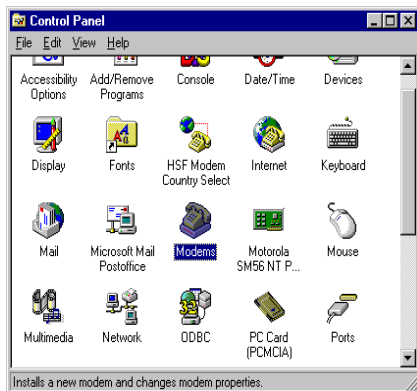 Control Panel
File Edit View Help
Accessibility Options
Add/Remove Programs
Console
Date/Time
Devices
Display
Fonts
HSF Modem Country Select
Internet
Keyboard
Mail
Microsoft Mail Postoffice
Modems
Motorola SM56 NT P...
Mouse
Multimedia
Network
32
ODBC
PC Card (PCMCIA)
Ports
Installs a new modem and changes modem properties.